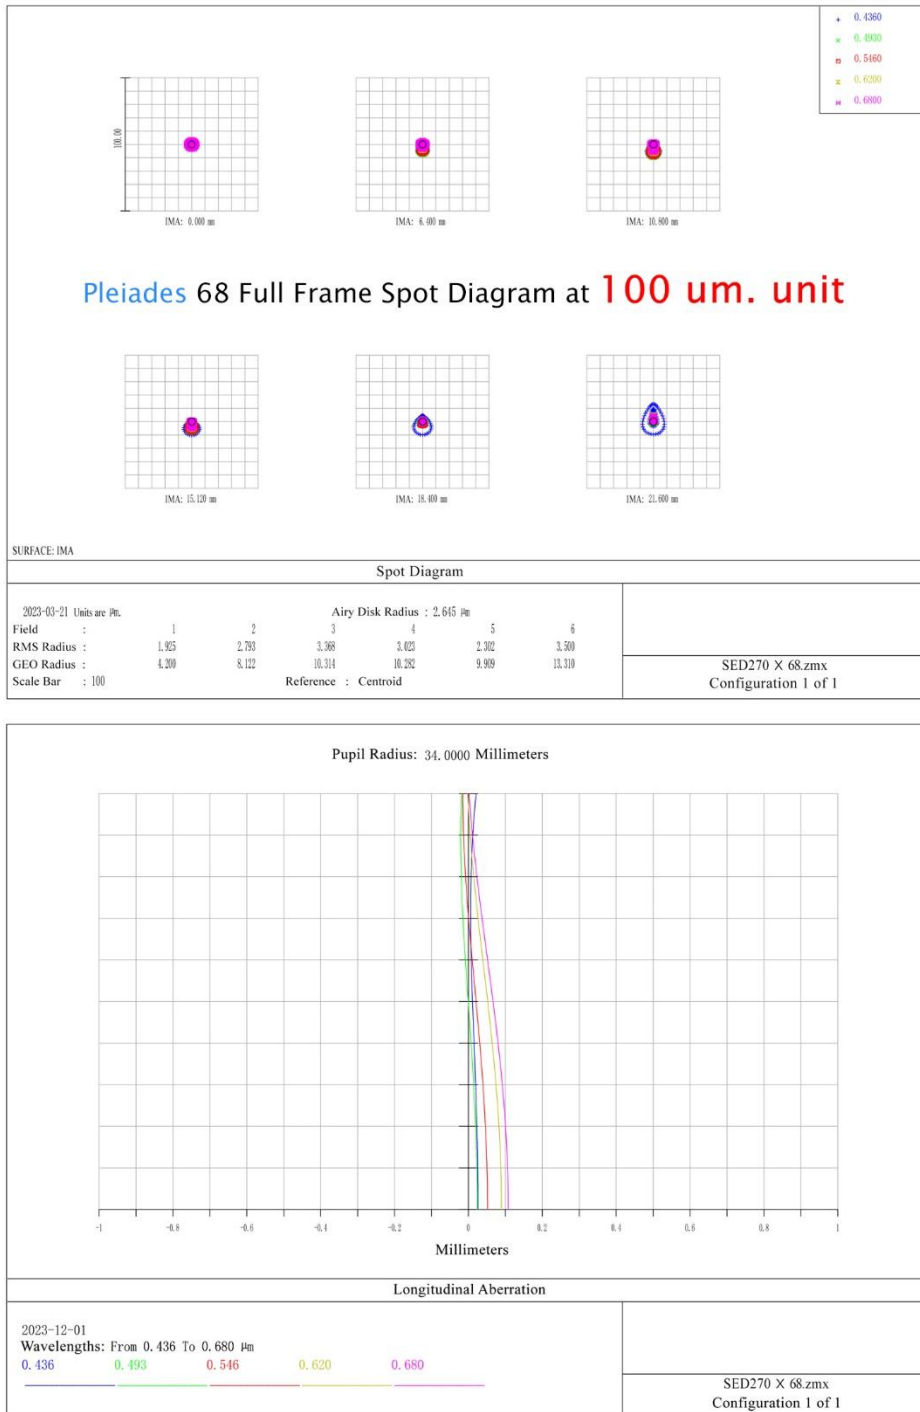 + 0.4360
× 0.4930
0.5460
0.6200
0.6800
100.00
IMA: 0.000 mm
IMA: 6.400 mm
IMA: 10.800 mm
Pleiades 68 Full Frame Spot Diagram at 100 um. unit
IMA: 15.120 mm
IMA: 18.400 mm
IMA: 21.600 mm
SURFACE: IMA
Spot Diagram
2023-03-21 Units are µm. Airy Disk Radius : 2.645 µm
Field : 1 2 3 4 5 6
RMS Radius : 1.925 2.793 3.368 3.023 2.302 3.500
GEO Radius : 4.200 8.122 10.314 10.282 9.909 13.310
Scale Bar : 100 Reference : Centroid
SED270 X 68.zmx
Configuration 1 of 1
Pupil Radius: 34.0000 Millimeters
-1 -0.8 -0.6 -0.4 -0.2 0 0.2 0.4 0.6 0.8 1
Millimeters
Longitudinal Aberration
2023-12-01
Wavelengths: From 0.436 To 0.680 µm
0.436 0.493 0.546 0.620 0.680
SED270 X 68.zmx
Configuration 1 of 1